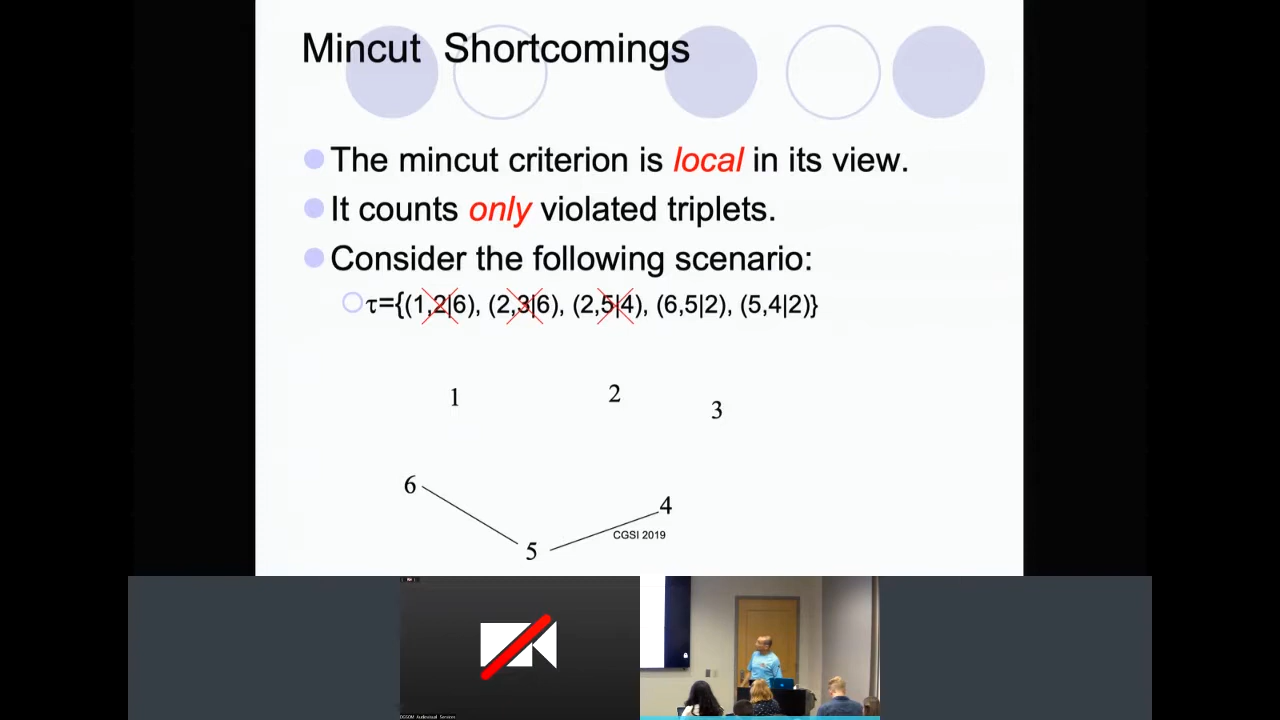 Mincut Shortcomings
The mincut criterion is local in its view.
It counts only violated triplets.
Consider the following scenario:
τ={(1,2|6), (2,3|6), (2,5|4), (6,5|2), (5,4|2)}
1
2
3
6
4
CGSI 2019
5